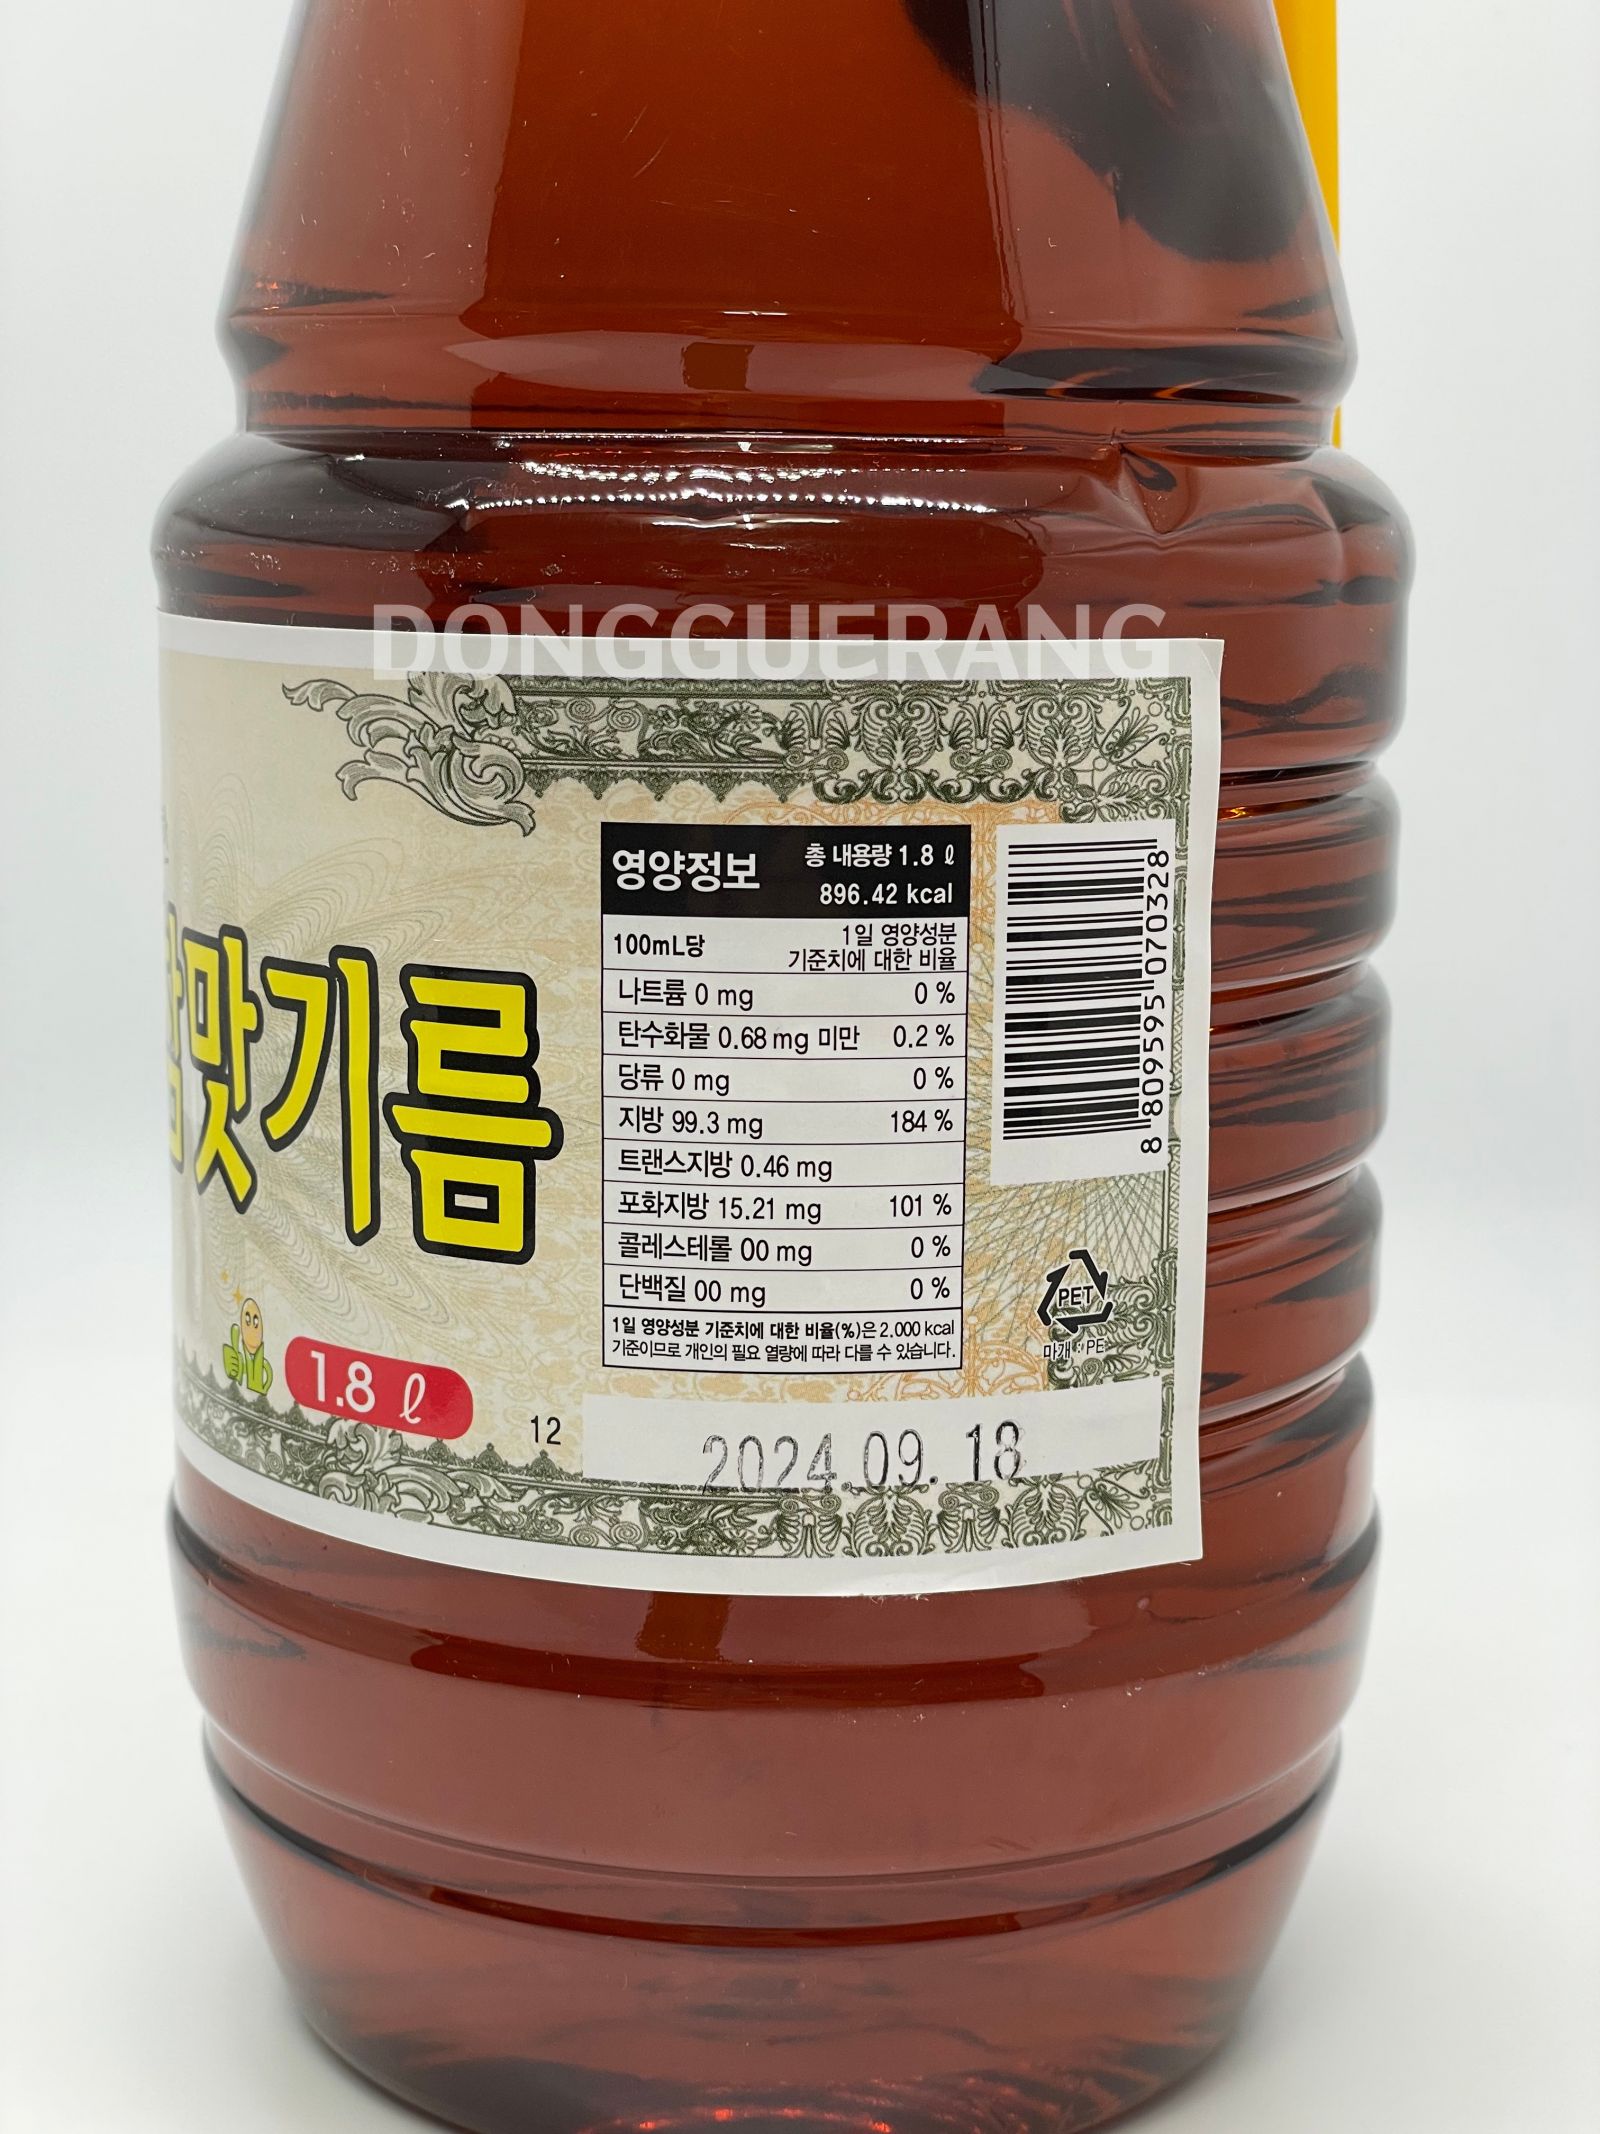 DONGGUERANG
영양정보
총 내용량 1.8 ℓ
896.42 kcal
100mL당
1일 영양성분
기준치에 대한 비율
나트륨 0 mg 0 %
탄수화물 0.68 mg 미만 0.2 %
당류 0 mg 0 %
지방 99.3 mg 184 %
트랜스지방 0.46 mg
포화지방 15.21 mg 101 %
콜레스테롤 00 mg 0 %
단백질 00 mg 0 %
1일 영양성분 기준치에 대한 비율(%)은 2.000 kcal
기준이므로 개인의 필요 열량에 따라 다를 수 있습니다.
8 809595 070328
맛기름
PET
마개 : PE
1.8 ℓ
12
2024.09.18